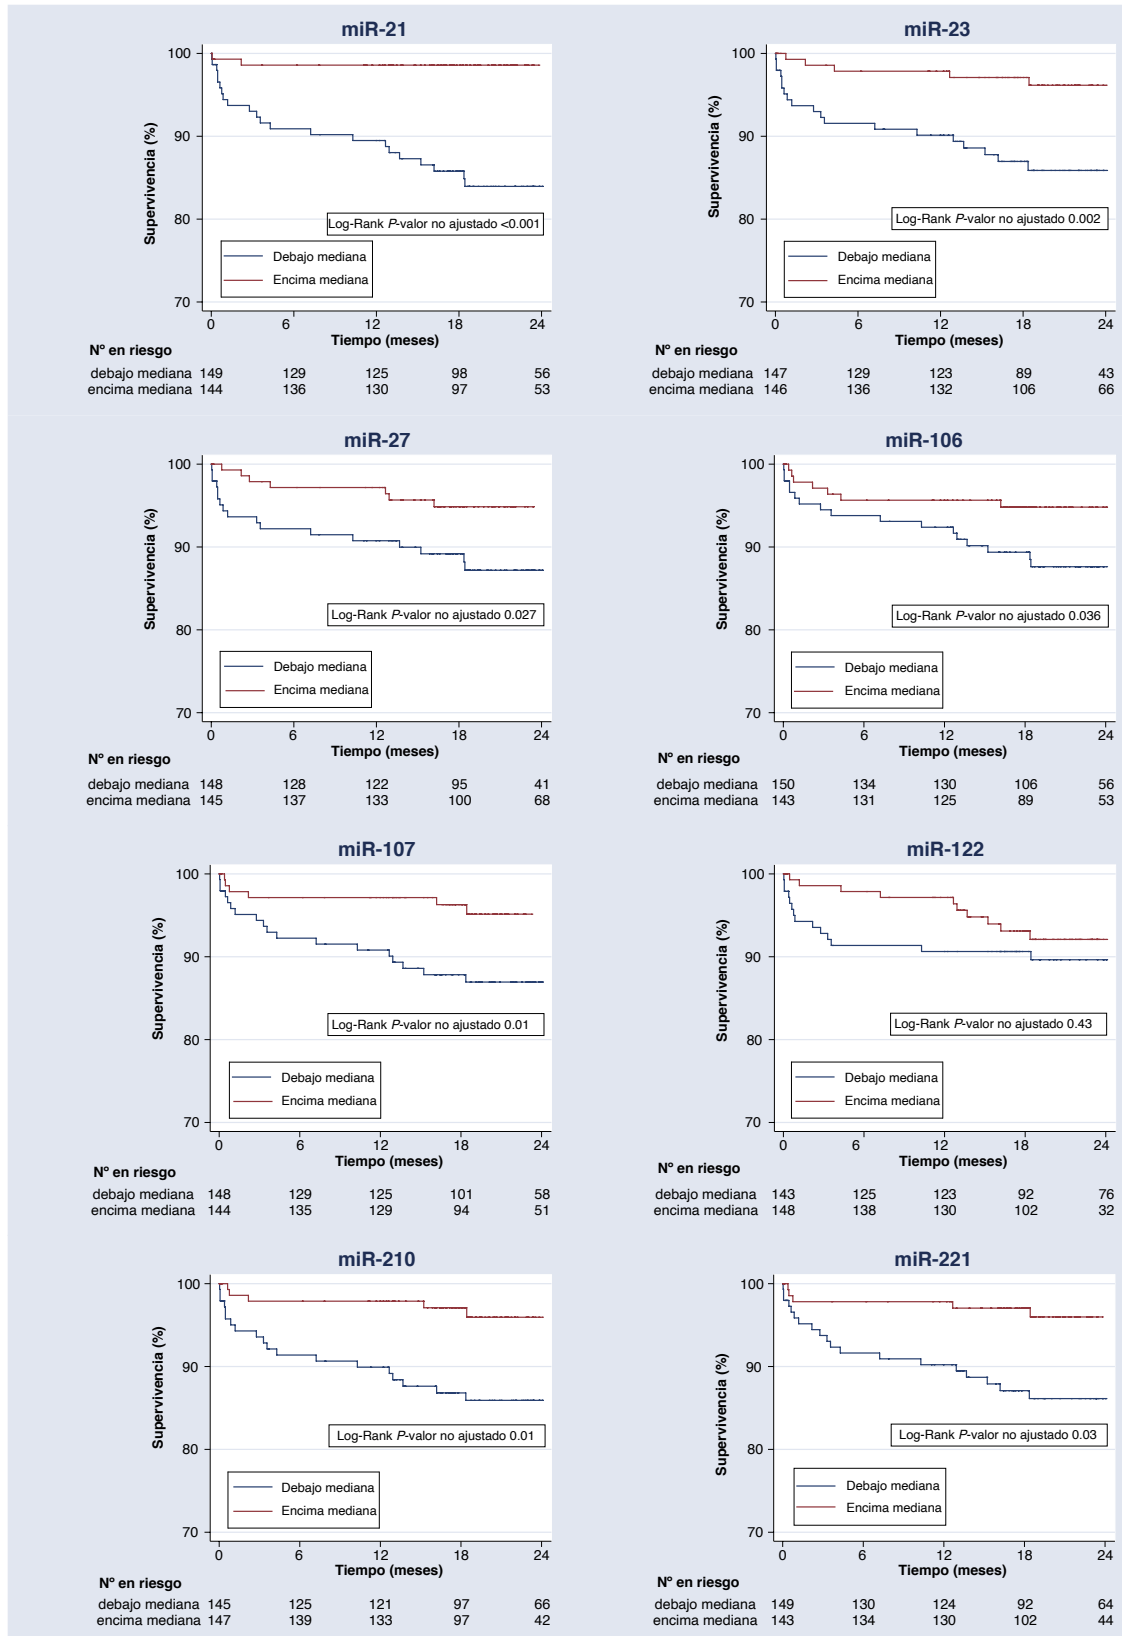 miR-21
100
90
80
70
Supervivencia (%)
Log-Rank P-valor no ajustado <0.001
Debajo mediana
Encima mediana
0 6 12 18 24
Tiempo (meses)
Nº en riesgo
debajo mediana 149 129 125 98 56
encima mediana 144 136 130 97 53
miR-23
100
90
80
70
Supervivencia (%)
Log-Rank P-valor no ajustado 0.002
Debajo mediana
Encima mediana
0 6 12 18 24
Tiempo (meses)
Nº en riesgo
debajo mediana 147 129 123 89 43
encima mediana 146 136 132 106 66
miR-27
100
90
80
70
Supervivencia (%)
Log-Rank P-valor no ajustado 0.027
Debajo mediana
Encima mediana
0 6 12 18 24
Tiempo (meses)
Nº en riesgo
debajo mediana 148 128 122 95 41
encima mediana 145 137 133 100 68
miR-106
100
90
80
70
Supervivencia (%)
Log-Rank P-valor no ajustado 0.036
Debajo mediana
Encima mediana
0 6 12 18 24
Tiempo (meses)
Nº en riesgo
debajo mediana 150 134 130 106 56
encima mediana 143 131 125 89 53
miR-107
100
90
80
70
Supervivencia (%)
Log-Rank P-valor no ajustado 0.01
Debajo mediana
Encima mediana
0 6 12 18 24
Tiempo (meses)
Nº en riesgo
debajo mediana 148 129 125 101 58
encima mediana 144 135 129 94 51
miR-122
100
90
80
70
Supervivencia (%)
Log-Rank P-valor no ajustado 0.43
Debajo mediana
Encima mediana
0 6 12 18 24
Tiempo (meses)
Nº en riesgo
debajo mediana 143 125 123 92 76
encima mediana 148 138 130 102 32
miR-210
100
90
80
70
Supervivencia (%)
Log-Rank P-valor no ajustado 0.01
Debajo mediana
Encima mediana
0 6 12 18 24
Tiempo (meses)
Nº en riesgo
debajo mediana 145 125 121 97 66
encima mediana 147 139 133 97 42
miR-221
100
90
80
70
Supervivencia (%)
Log-Rank P-valor no ajustado 0.03
Debajo mediana
Encima mediana
0 6 12 18 24
Tiempo (meses)
Nº en riesgo
debajo mediana 149 130 124 92 64
encima mediana 143 134 130 102 44